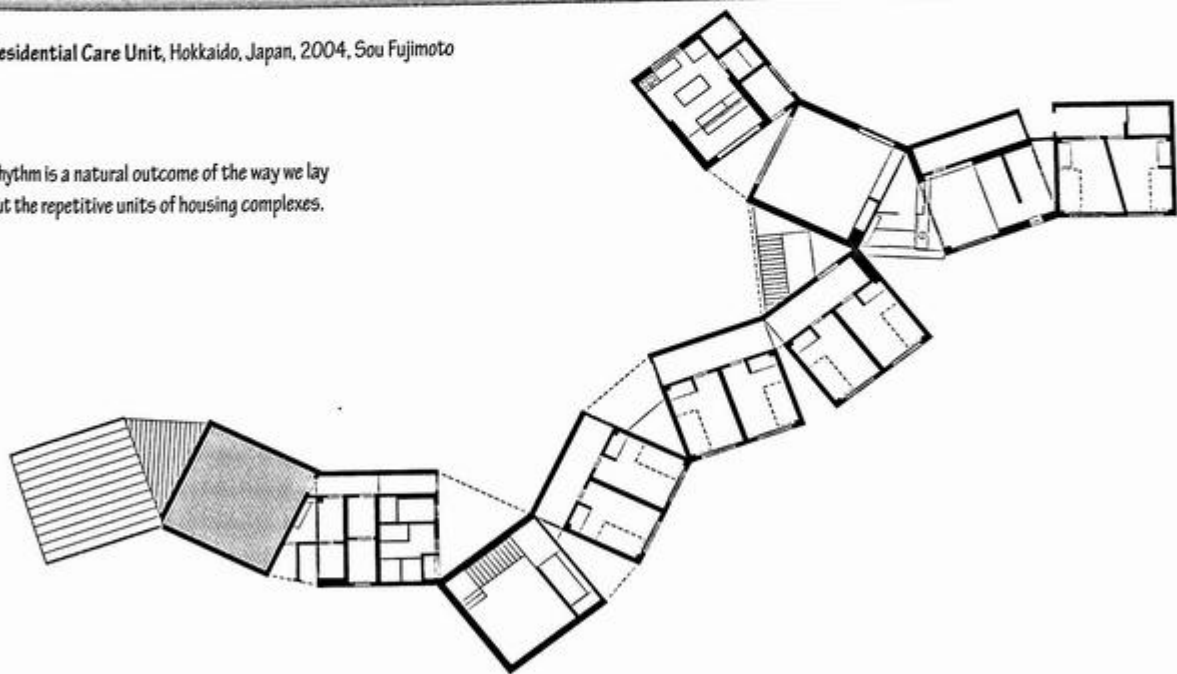 esidential Care Unit, Hokkaido, Japan, 2004, Sou Fujimoto
hythm is a natural outcome of the way we lay
ut the repetitive units of housing complexes.